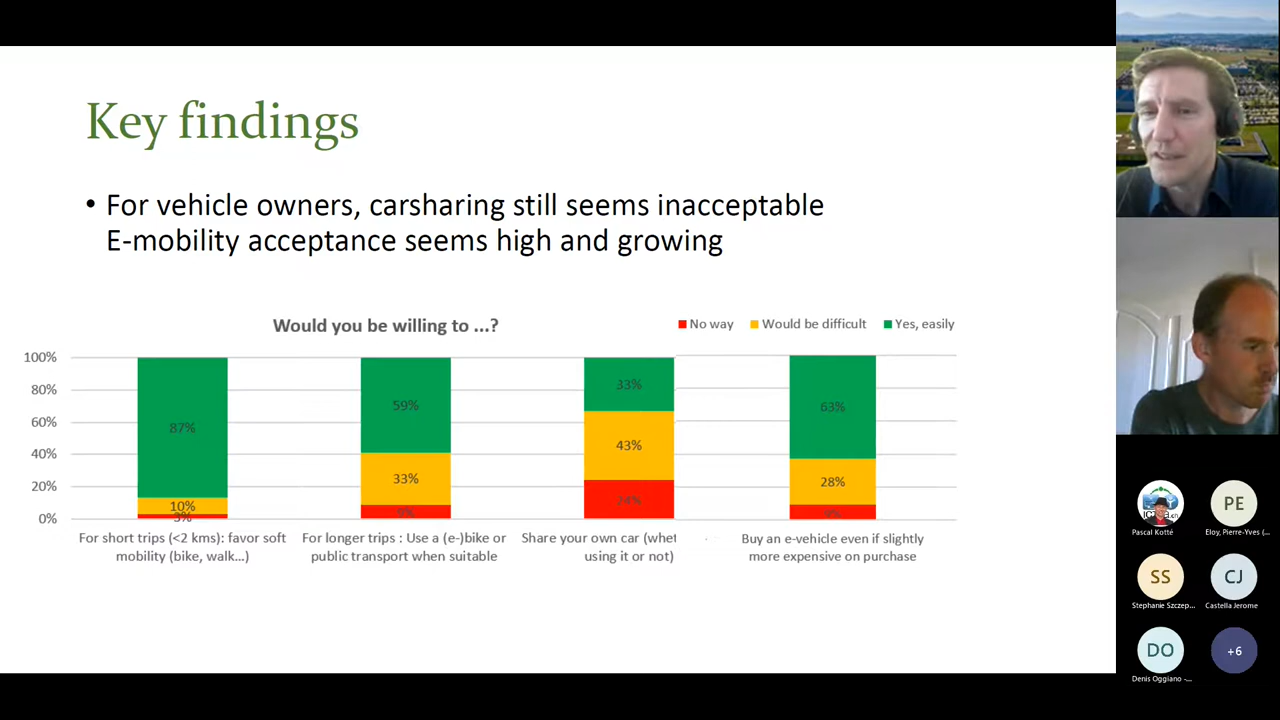 Key findings
• For vehicle owners, carsharing still seems inacceptable
E-mobility acceptance seems high and growing
Would you be willing to ...?
No way
Would be difficult
Yes, easily
100%
80%
60%
40%
20%
0%
87%
10%
3%
59%
33%
9%
33%
43%
24%
63%
28%
9%
For short trips (<2 kms): favor soft
mobility (bike, walk...)
For longer trips : Use a (e-)bike or
public transport when suitable
Share your own car (whet
using it or not)
Buy an e-vehicle even if slightly
more expensive on purchase
Pascal Kotté
PE
Eloy, Pierre-Yves (...
SS
Stephanie Szczep...
CJ
Castella Jerome
DO
Denis Oggiano -...
+6